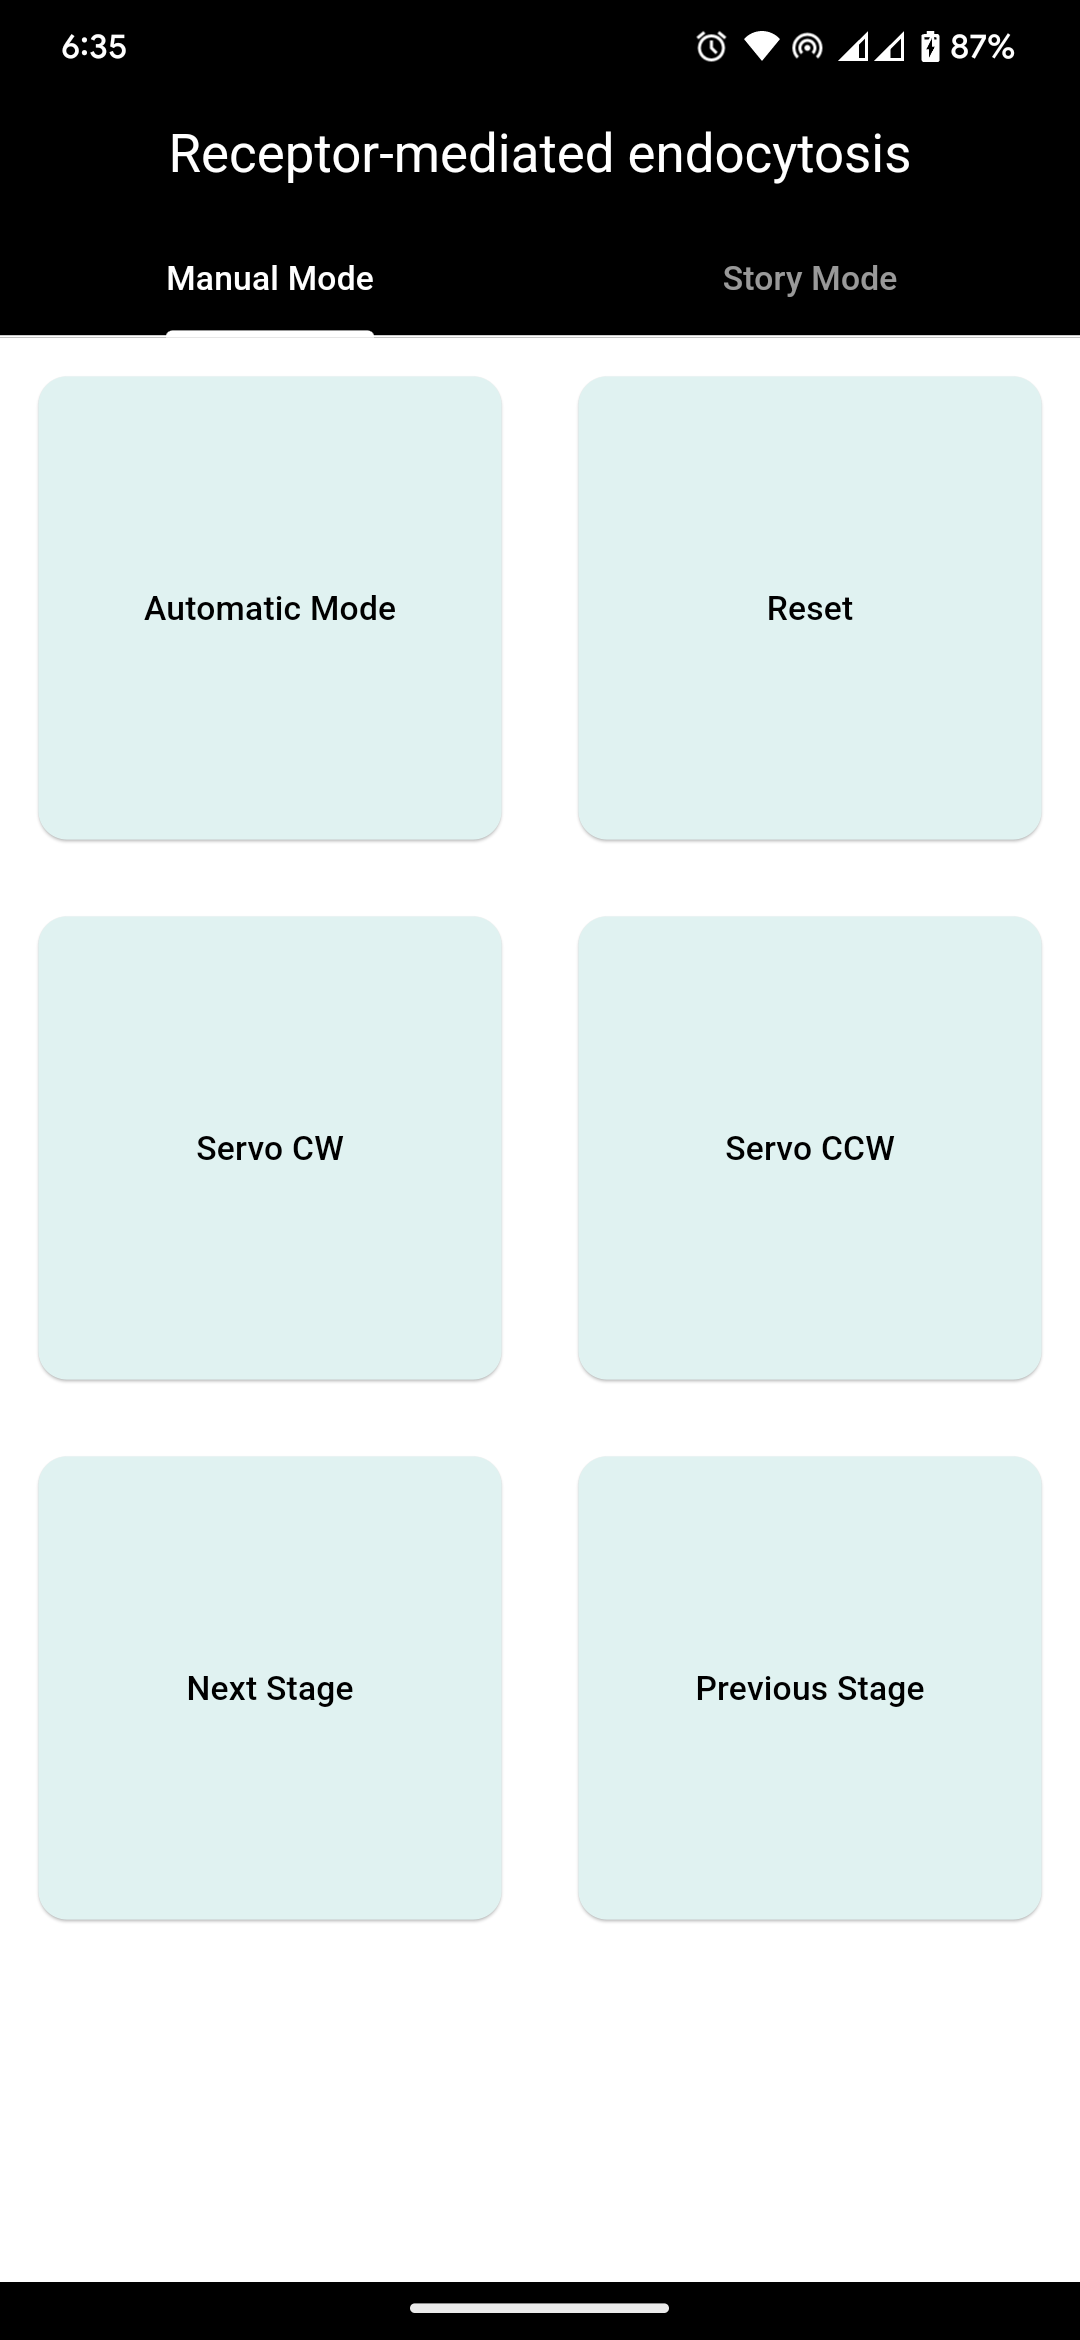 6:35 87%
Receptor-mediated endocytosis
Manual Mode Story Mode
Automatic Mode Reset
Servo CW Servo CCW
Next Stage Previous Stage